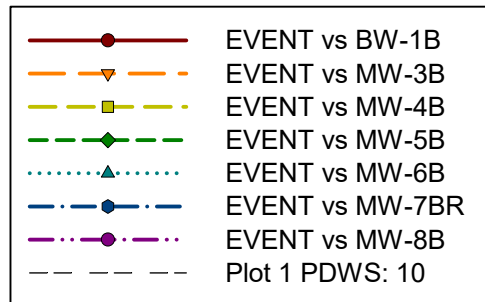 EVENT vs BW-1B
EVENT vs MW-3B
EVENT vs MW-4B
EVENT vs MW-5B
EVENT vs MW-6B
EVENT vs MW-7BR
EVENT vs MW-8B
Plot 1 PDWS: 10